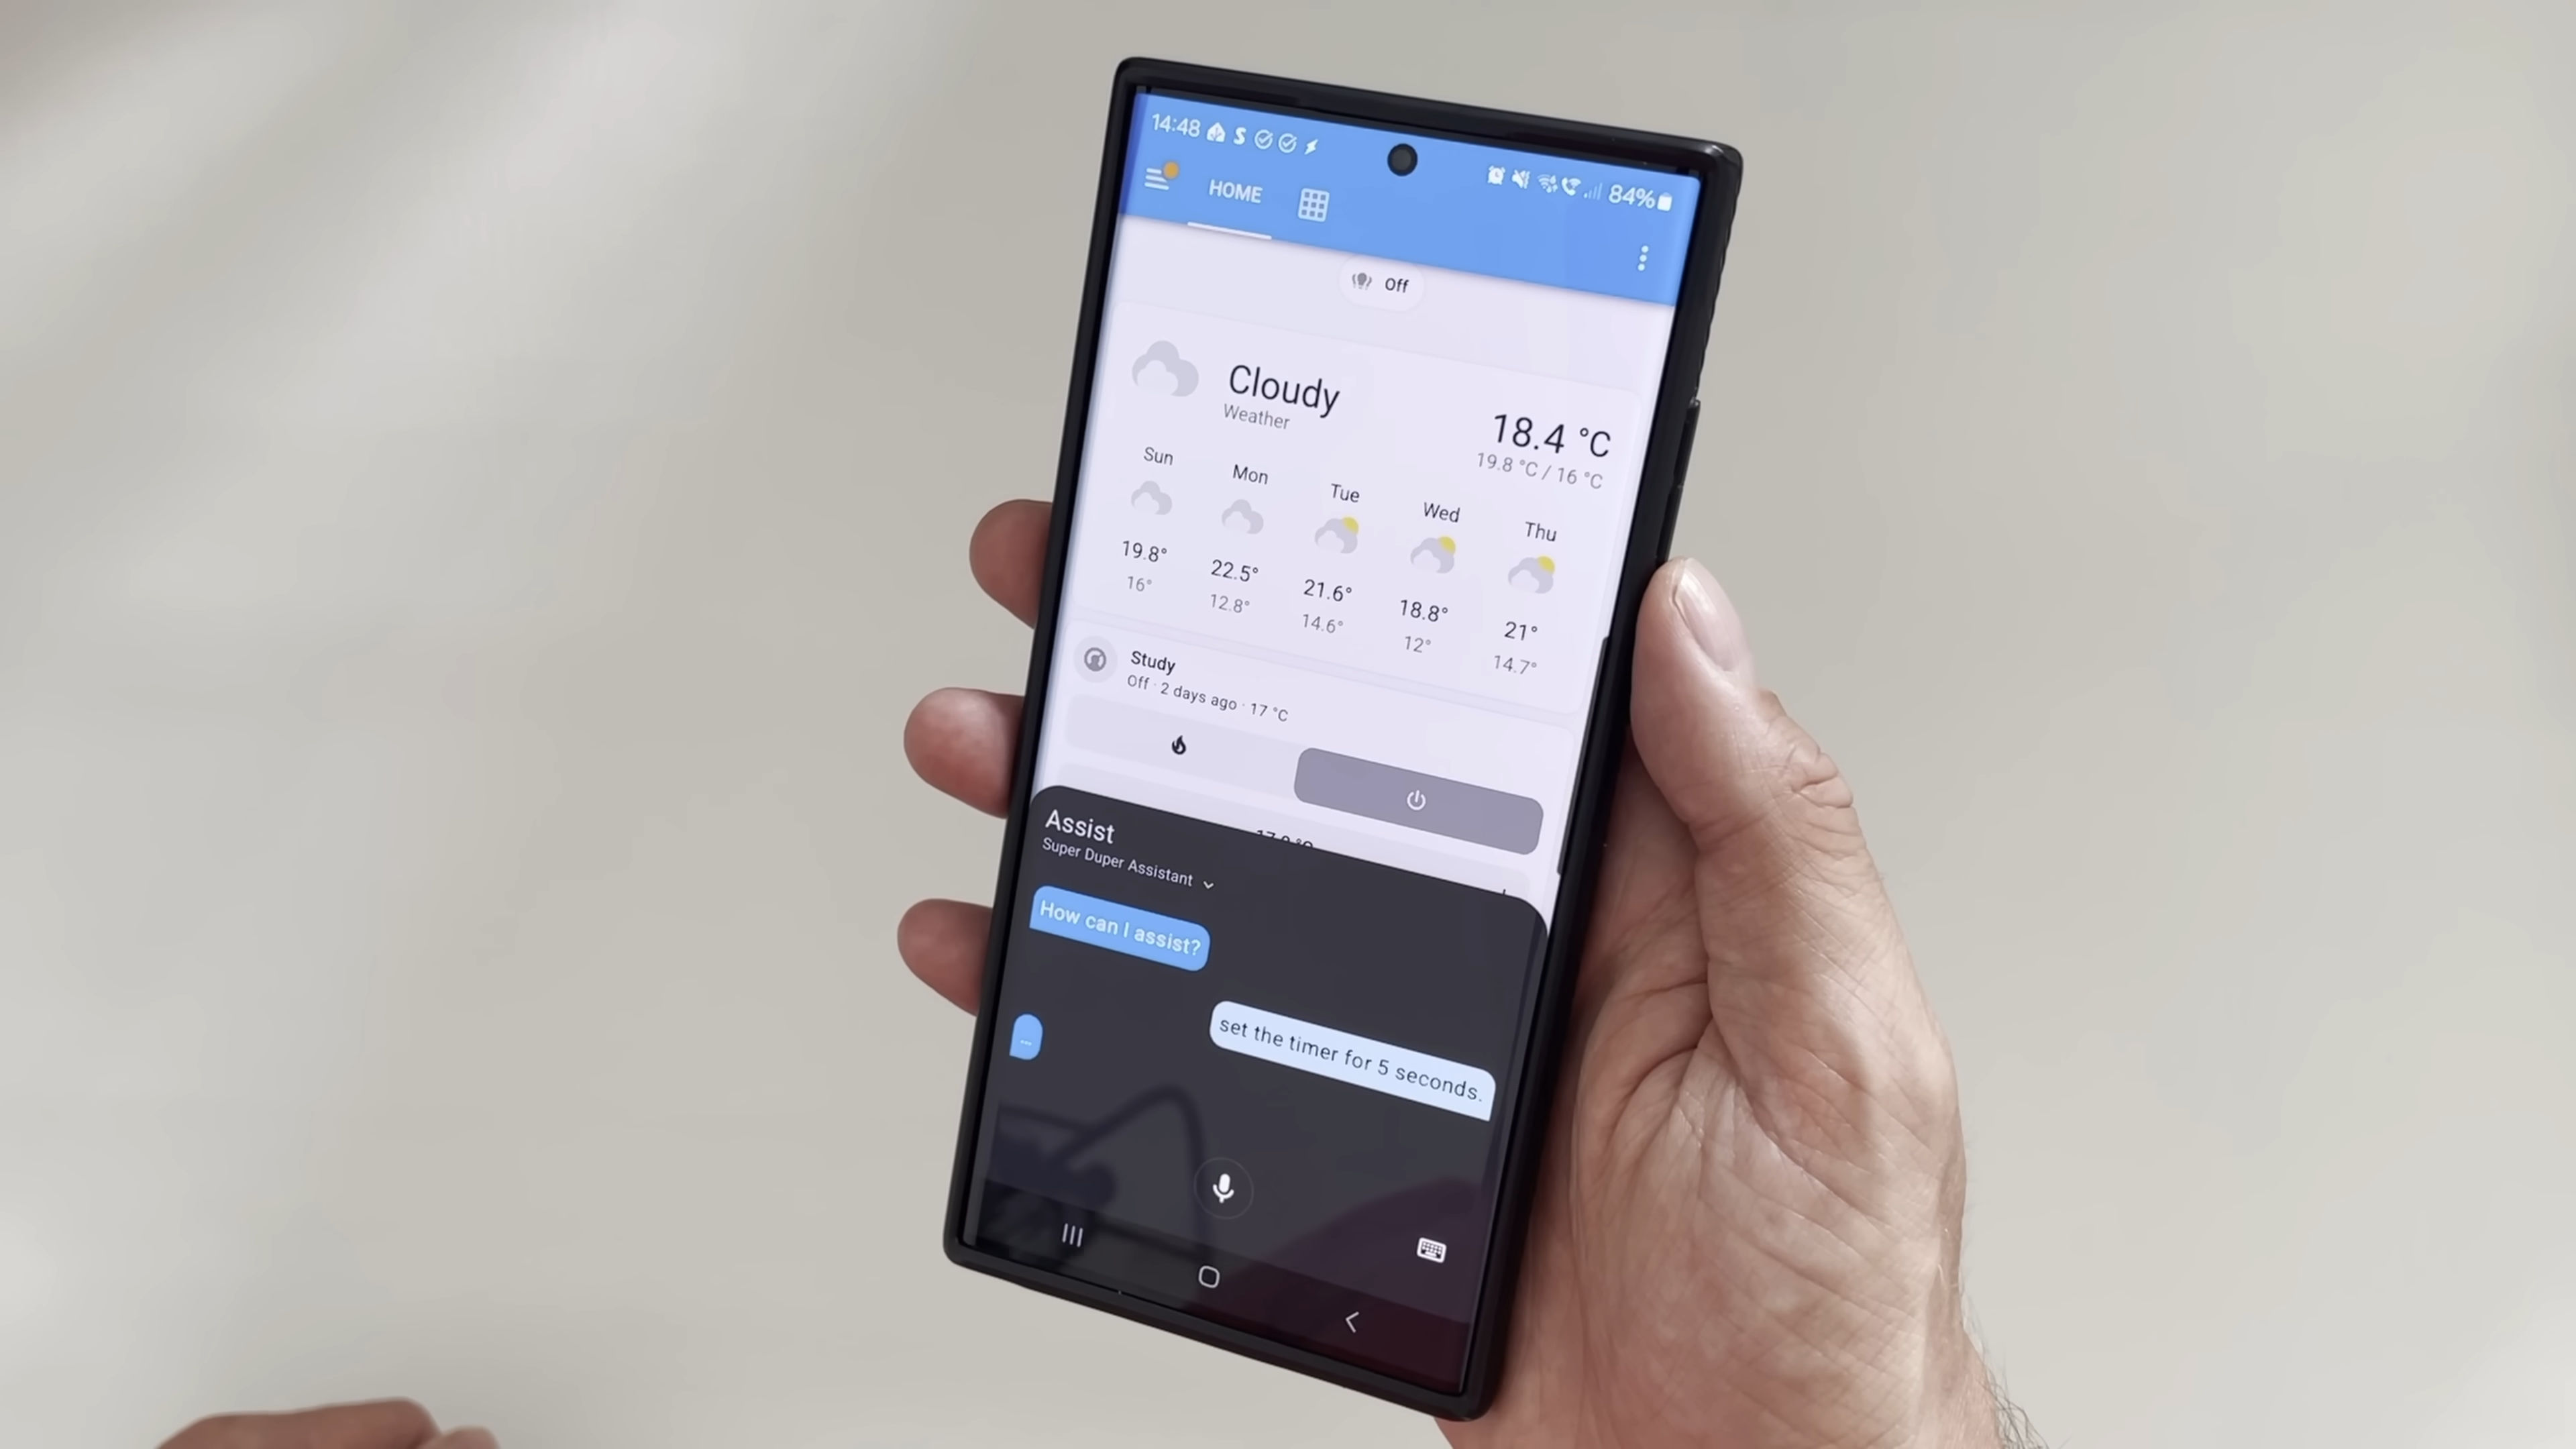 14:48 84%
HOME
Off
Cloudy
Weather
18.4 °C
19.8 °C / 16 °C
Sun Mon Tue Wed Thu
19.8° 22.5° 21.6° 18.8° 21°
16° 12.8° 14.6° 12° 14.7°
Study
Off · 2 days ago · 17 °C
Assist
Super Duper Assistant
How can I assist?
set the timer for 5 seconds.
...